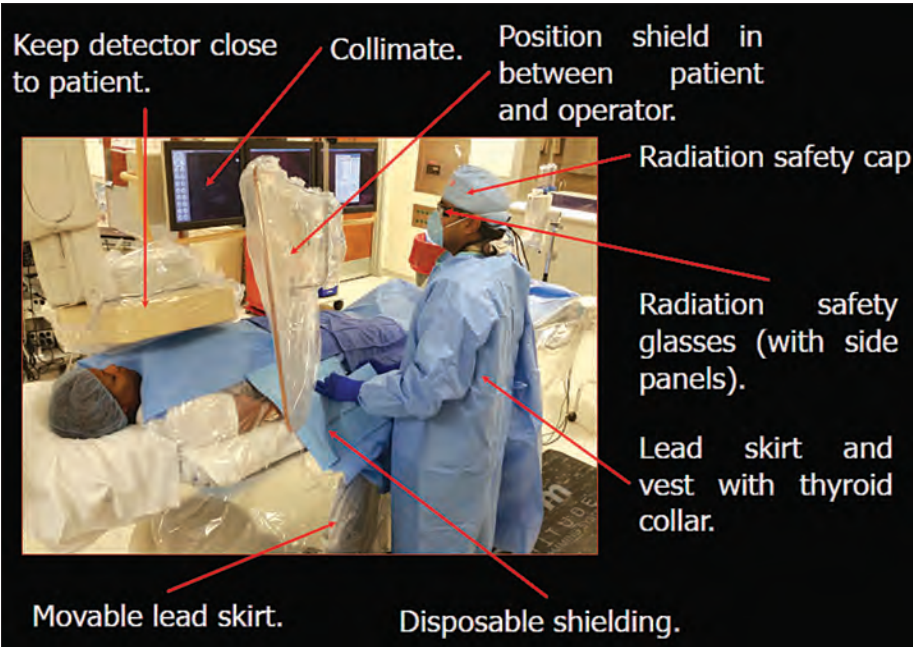 Keep detector close
to patient.
Collimate.
Position shield in
between patient
and operator.
Radiation safety cap
Radiation safety
glasses (with side
panels).
Lead skirt and
vest with thyroid
collar.
Movable lead skirt.
Disposable shielding.